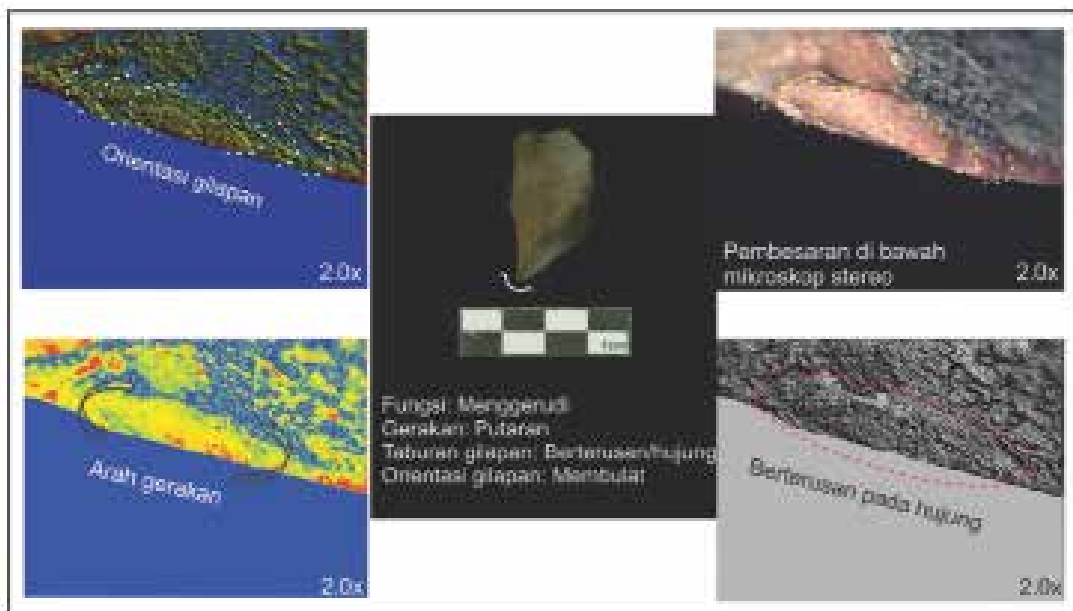 Orientasi gilapan
2.0x
Pembesaran di bawah
mikroskop stereo
2.0x
Fungsi: Menggerudi
Gerakan: Putaran
Taburan gilapan: Berterusan/hujung
Orientasi gilapan: Membulat
Arah gerakan
2.0x
Berterusan pada hujung
2.0x